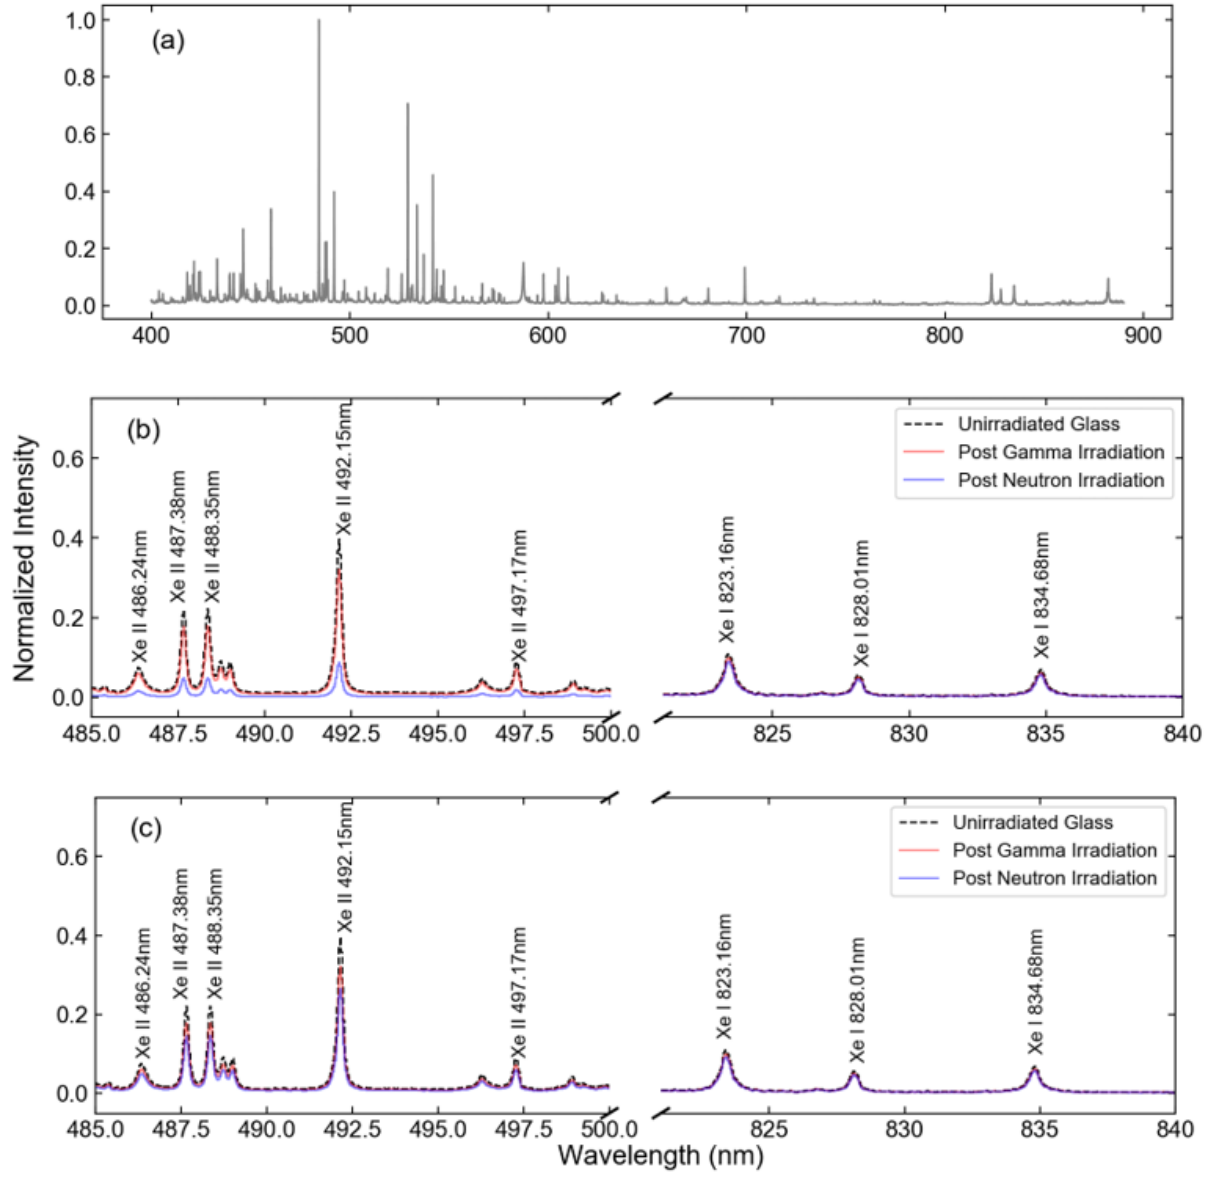 (a)
1.0
0.8
0.6
0.4
0.2
0.0
400 500 600 700 800 900
Normalized Intensity
(b)
0.6
0.4
0.2
0.0
Xe II 486.24nm
Xe II 487.38nm
Xe II 488.35nm
Xe II 492.15nm
Xe II 497.17nm
Xe I 823.16nm
Xe I 828.01nm
Xe I 834.68nm
Unirradiated Glass
Post Gamma Irradiation
Post Neutron Irradiation
485.0 487.5 490.0 492.5 495.0 497.5 500.0 825 830 835 840
(c)
0.6
0.4
0.2
0.0
Xe II 486.24nm
Xe II 487.38nm
Xe II 488.35nm
Xe II 492.15nm
Xe II 497.17nm
Xe I 823.16nm
Xe I 828.01nm
Xe I 834.68nm
Unirradiated Glass
Post Gamma Irradiation
Post Neutron Irradiation
485.0 487.5 490.0 492.5 495.0 497.5 500.0 825 830 835 840
Wavelength (nm)